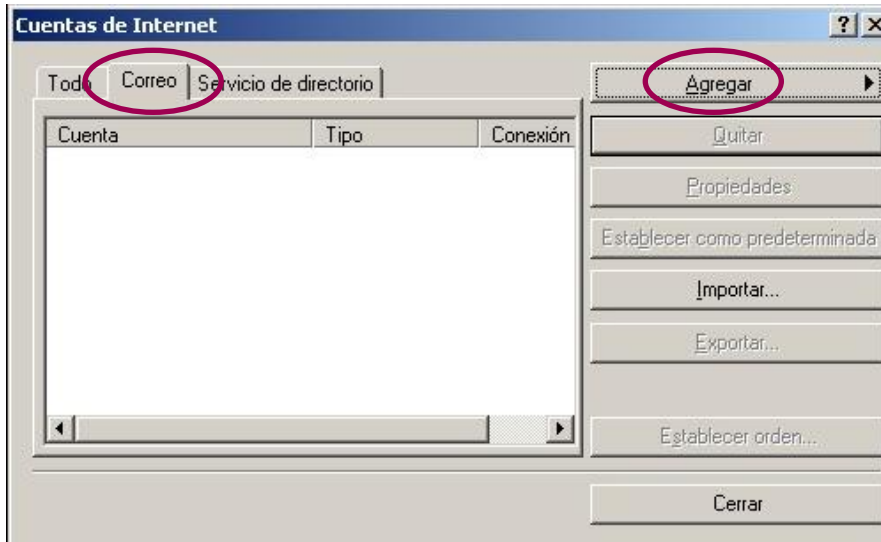 Cuentas de Internet
Todo Correo Servicio de directorio
Agregar
Cuenta Tipo Conexión
Quitar
Propiedades
Establecer como predeterminada
Importar...
Exportar...
Establecer orden...
Cerrar